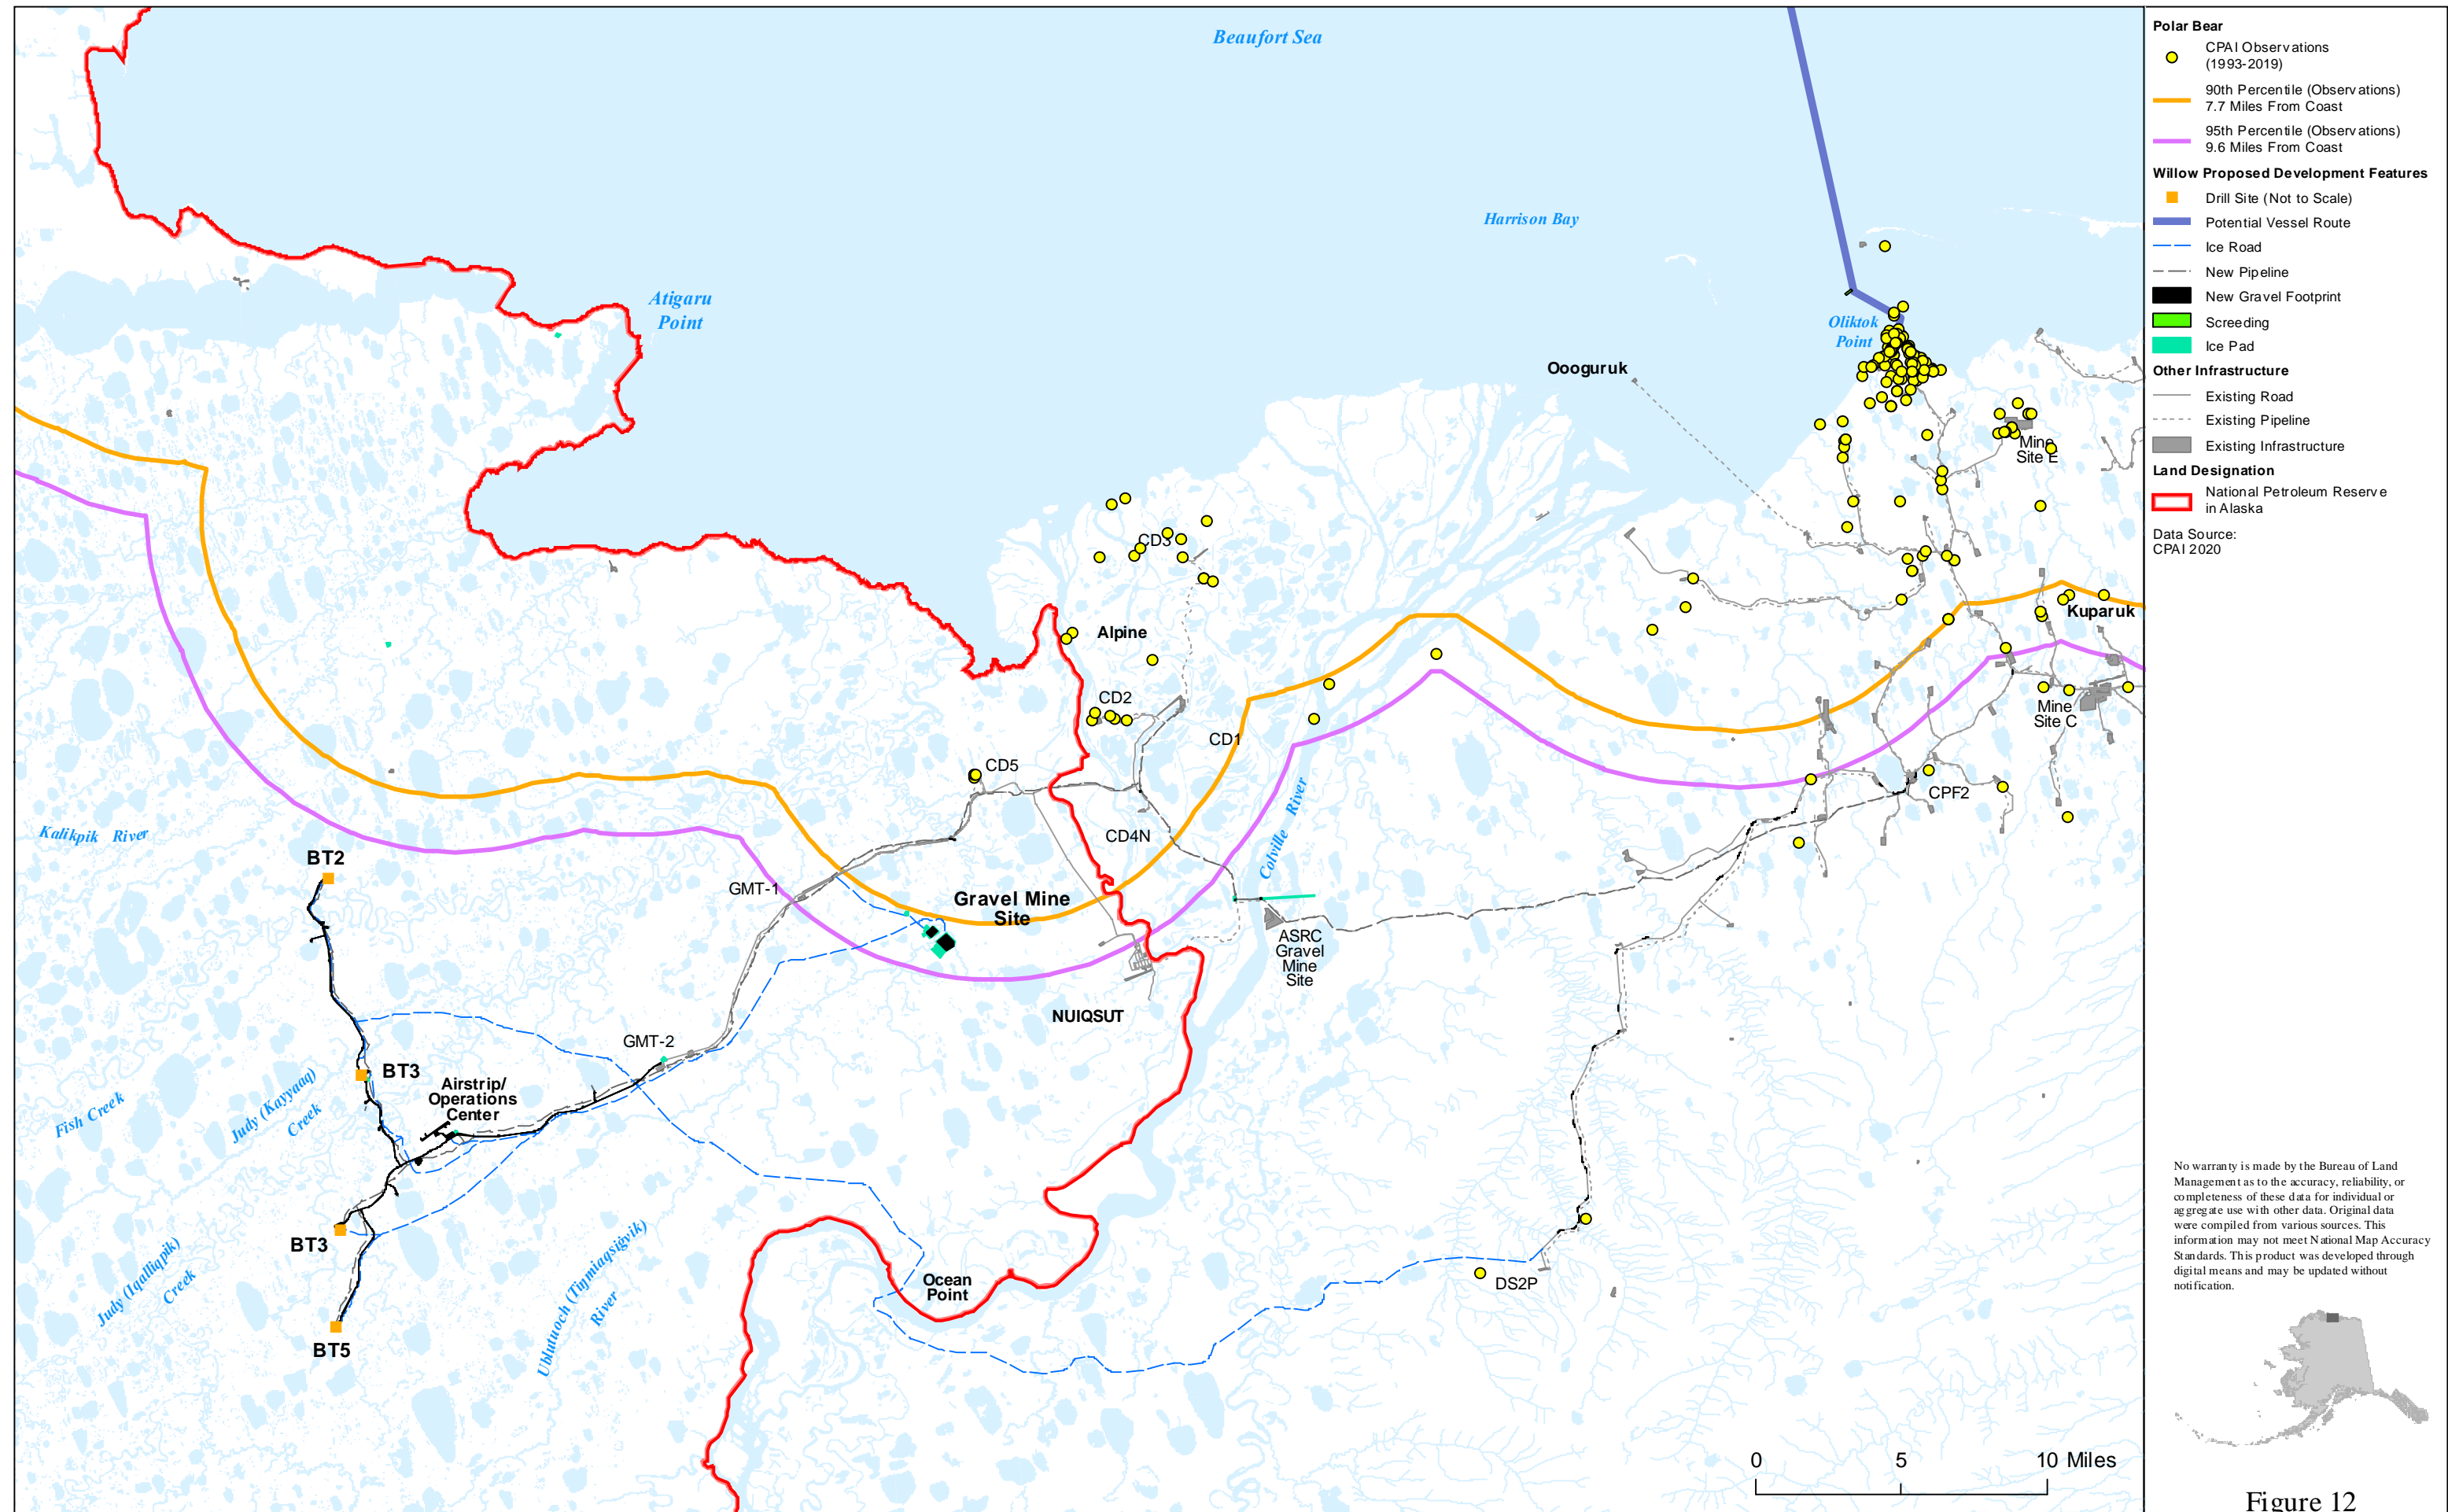 Beaufort Sea
Harrison Bay
Atigaru
Point
Oliktok
Point
Oooguruk
Mine
Site E
CD3
Alpine
Kuparuk
CD2
Mine
Site C
CD1
CD5
CPF2
CD4N
Colville River
Kalikpik River
BT2
GMT-1
Gravel Mine
Site
ASRC
Gravel
Mine
Site
NUIQSUT
GMT-2
BT3
Airstrip/
Operations
Center
Fish Creek
Judy (Kayyaaq)
Creek
BT3
Judy (Iqalliqpik)
Creek
Ublutuoch (Tiŋmiaqsiġvik)
River
Ocean
Point
DS2P
BT5
0 5 10 Miles
Polar Bear
CPAI Observations
(1993-2019)
90th Percentile (Observations)
7.7 Miles From Coast
95th Percentile (Observations)
9.6 Miles From Coast
Willow Proposed Development Features
Drill Site (Not to Scale)
Potential Vessel Route
Ice Road
New Pipeline
New Gravel Footprint
Screeding
Ice Pad
Other Infrastructure
Existing Road
Existing Pipeline
Existing Infrastructure
Land Designation
National Petroleum Reserve
in Alaska
Data Source:
CPAI 2020
No warranty is made by the Bureau of Land
Management as to the accuracy, reliability, or
completeness of these data for individual or
aggregate use with other data. Original data
were compiled from various sources. This
information may not meet National Map Accuracy
Standards. This product was developed through
digital means and may be updated without
notification.
Figure 12